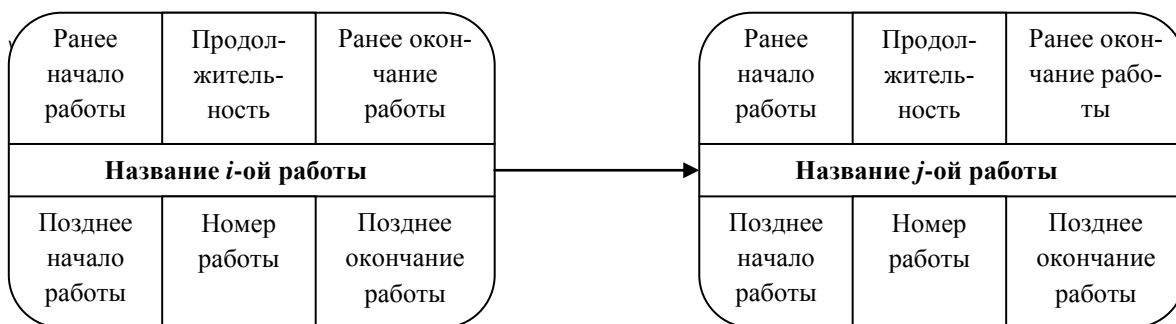 Ранее
начало
работы
Продол-
житель-
ность
Ранее окон-
чание
работы
Название i-ой работы
Позднее
начало
работы
Номер
работы
Позднее
окончание
работы
Ранее
начало
работы
Продол-
житель-
ность
Ранее окон-
чание рабо-
ты
Название j-ой работы
Позднее
начало
работы
Номер
работы
Позднее
окончание
работы